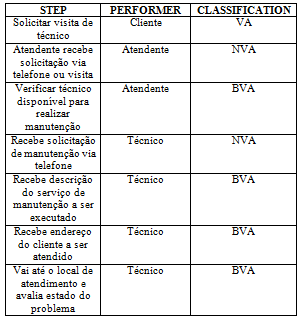 STEP PERFORMER CLASSIFICATION
Solicitar visita de Cliente VA
técnico
Atendente recebe Atendente NVA
solicitação via
telefone ou visita
Verificar técnico Atendente BVA
disponível para
realizar
manutenção
Recebe solicitação Técnico NVA
de manutenção via
telefone
Recebe descrição Técnico BVA
do serviço de
manutenção a ser
executado
Recebe endereço Técnico BVA
do cliente a ser
atendido
Vai até o local de Técnico BVA
atendimento e
avalia estado do
problema